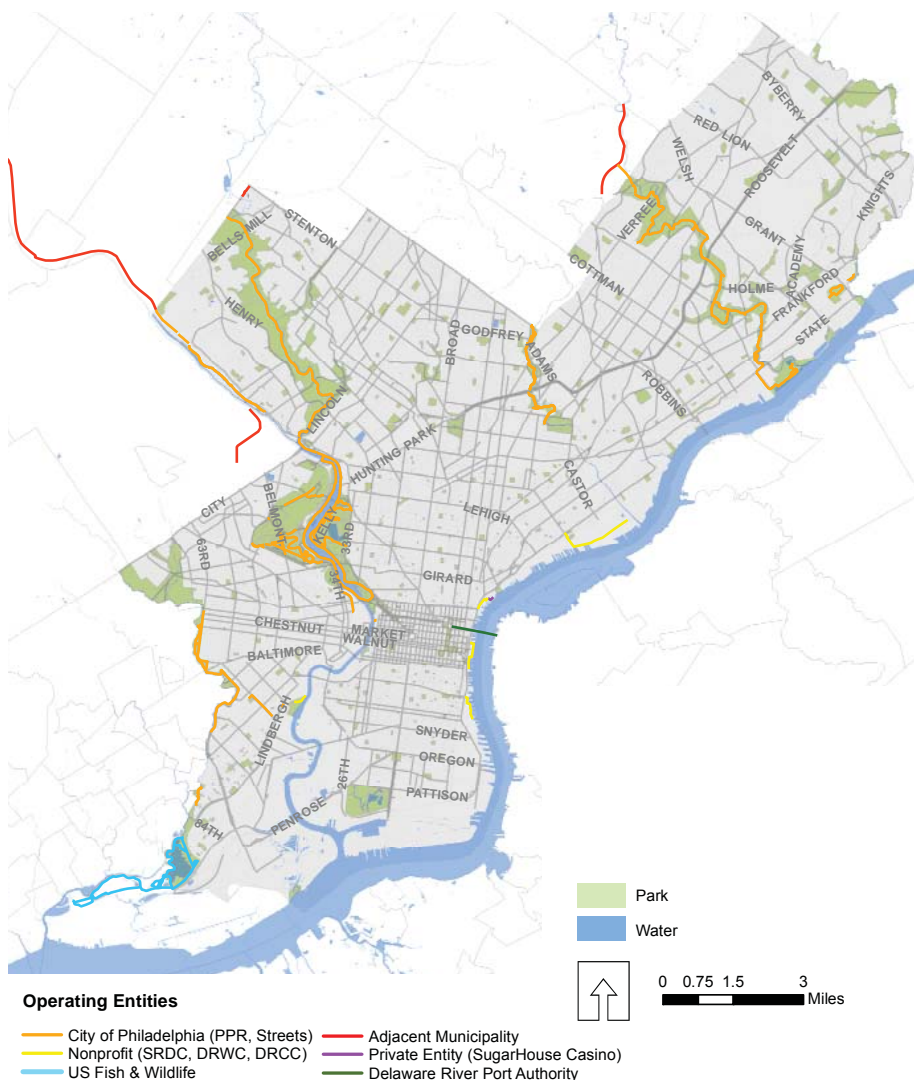 BYBERRY
RED LION
WELSH
ROOSEVELT
KNIGHTS
VERREE
GRANT
ACADEMY
BELLS MILL
STENTON
COTTMAN
HOLME
FRANKFORD
STATE
HENRY
BROAD
GODFREY
ADAMS
ROBBINS
LINCOLN
HUNTING PARK
CASTOR
CITY
BELMONT
KELLY
33RD
LEHIGH
63RD
34TH
GIRARD
CHESTNUT
MARKET
WALNUT
BALTIMORE
LINDBERGH
SNYDER
OREGON
26TH
PATTISON
PENROSE
84TH
Park
Water
0 0.75 1.5 3
Miles
Operating Entities
City of Philadelphia (PPR, Streets)
Nonprofit (SRDC, DRWC, DRCC)
US Fish & Wildlife
Adjacent Municipality
Private Entity (SugarHouse Casino)
Delaware River Port Authority